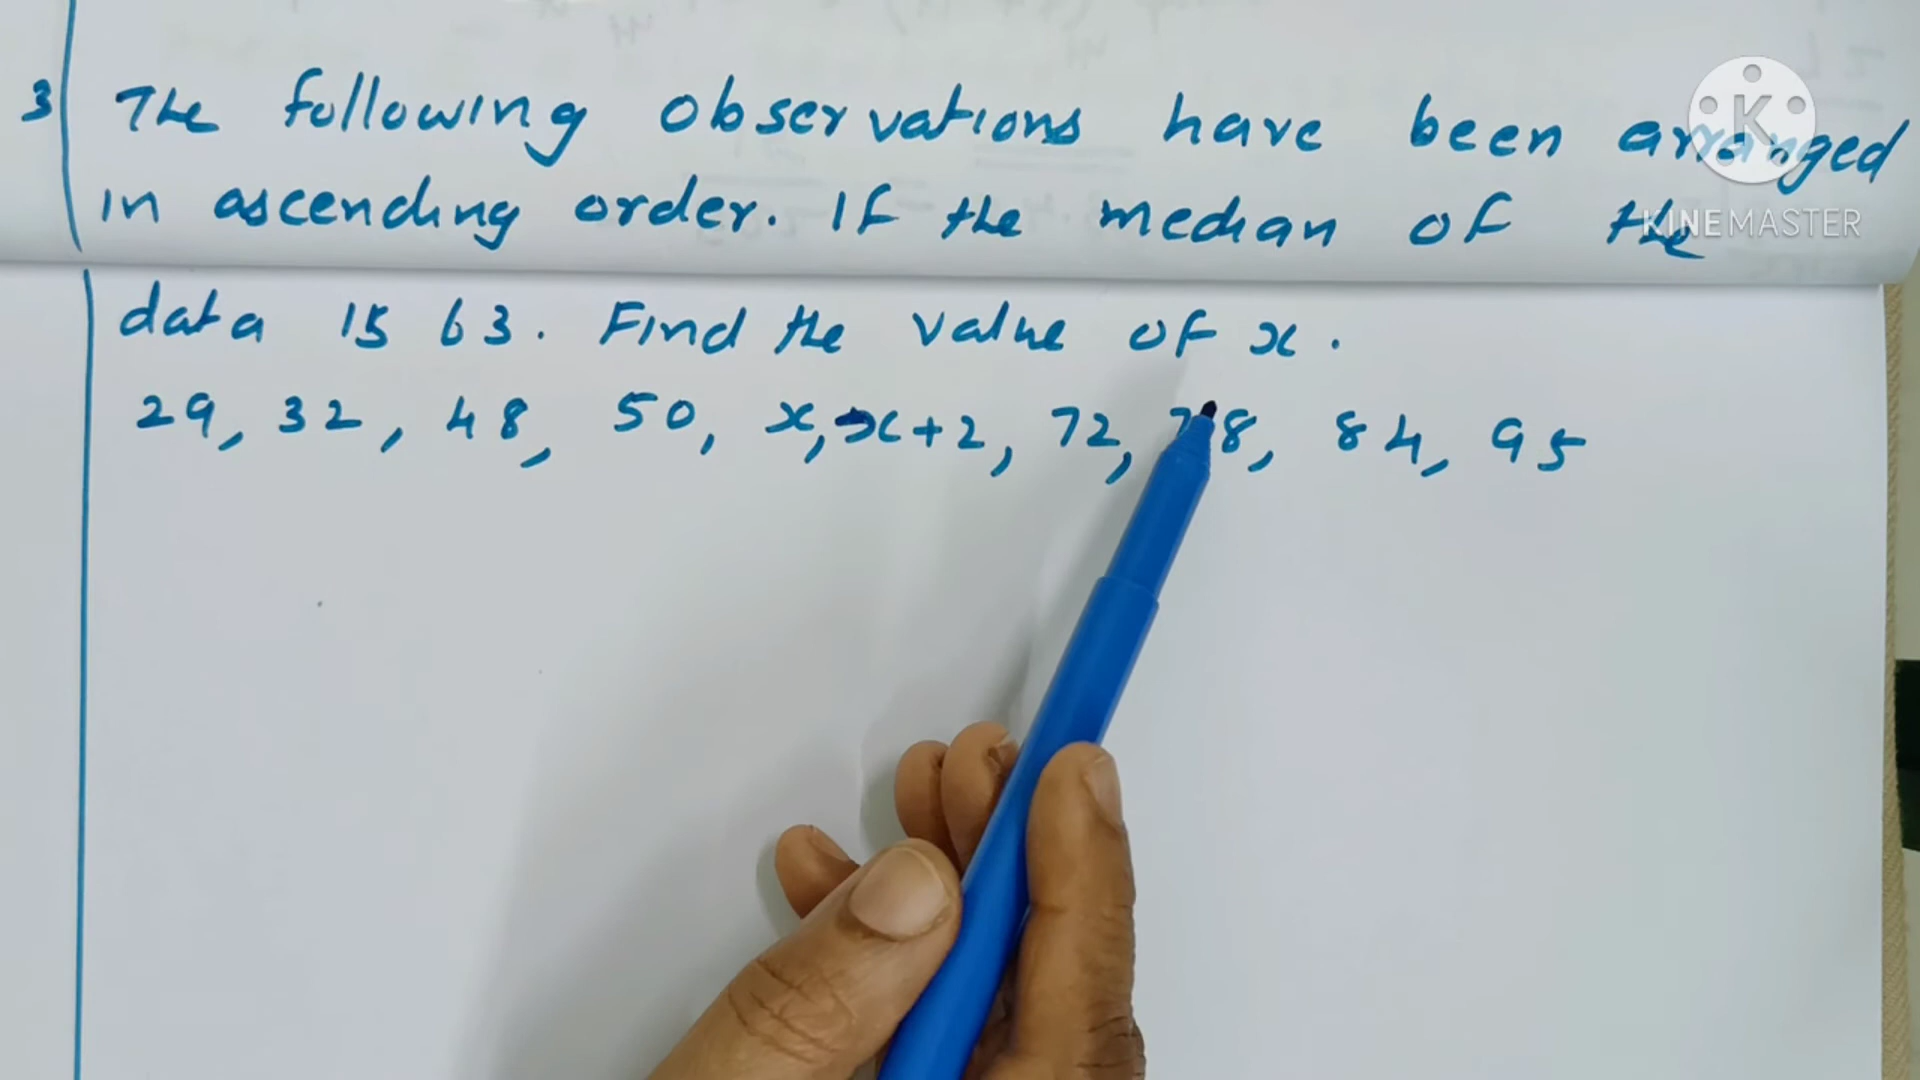 3 The following observations have been arranged
in ascending order. If the median of the
data is 63. Find the value of x.
29, 32, 48, 50, x, x+2, 72, 78, 84, 95
K
KINEMASTER